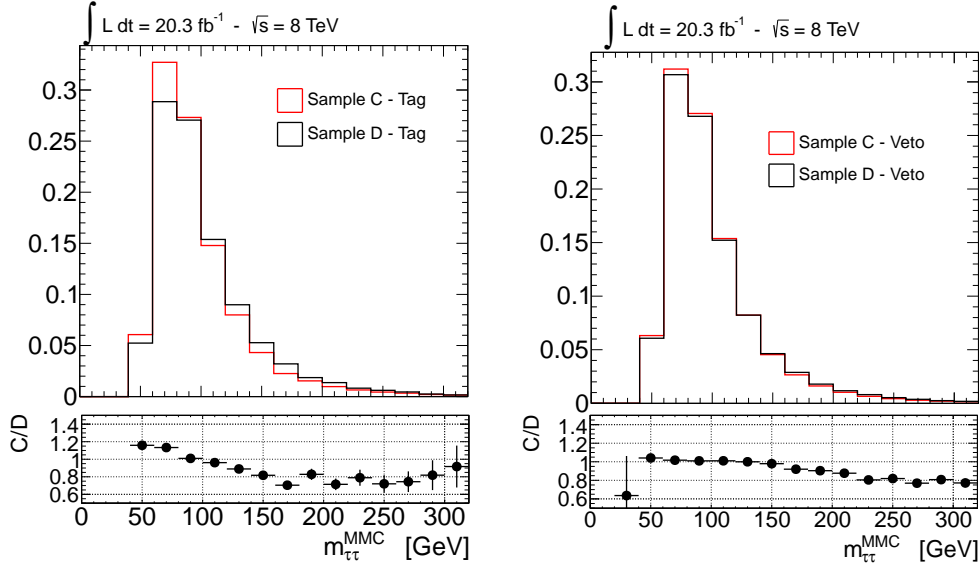 ∫ L dt = 20.3 fb⁻¹ - √s = 8 TeV
0.3
0.25
0.2
0.15
0.1
0.05
0
Sample C - Tag
Sample D - Tag
C/D
1.4
1.2
1
0.8
0.6
0 50 100 150 200 250 300
m_ττ^MMC [GeV]
∫ L dt = 20.3 fb⁻¹ - √s = 8 TeV
0.3
0.25
0.2
0.15
0.1
0.05
0
Sample C - Veto
Sample D - Veto
C/D
1.4
1.2
1
0.8
0.6
0 50 100 150 200 250 300
m_ττ^MMC [GeV]